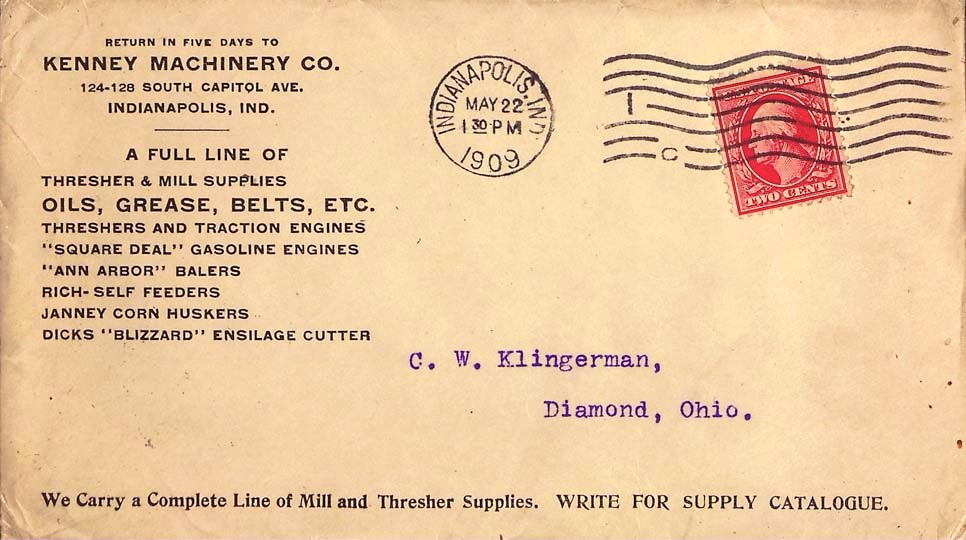 RETURN IN FIVE DAYS TO
KENNEY MACHINERY CO.
124-128 SOUTH CAPITOL AVE.
INDIANAPOLIS, IND.
A FULL LINE OF
THRESHER & MILL SUPPLIES
OILS, GREASE, BELTS, ETC.
THRESHERS AND TRACTION ENGINES
"SQUARE DEAL" GASOLINE ENGINES
"ANN ARBOR" BALERS
RICH-SELF FEEDERS
JANNEY CORN HUSKERS
DICKS "BLIZZARD" ENSILAGE CUTTER
INDIANAPOLIS, IND
MAY 22
1 30 PM
1909
1
C
POSTAGE
TWO CENTS
C. W. Klingerman,
Diamond, Ohio.
We Carry a Complete Line of Mill and Thresher Supplies. WRITE FOR SUPPLY CATALOGUE.